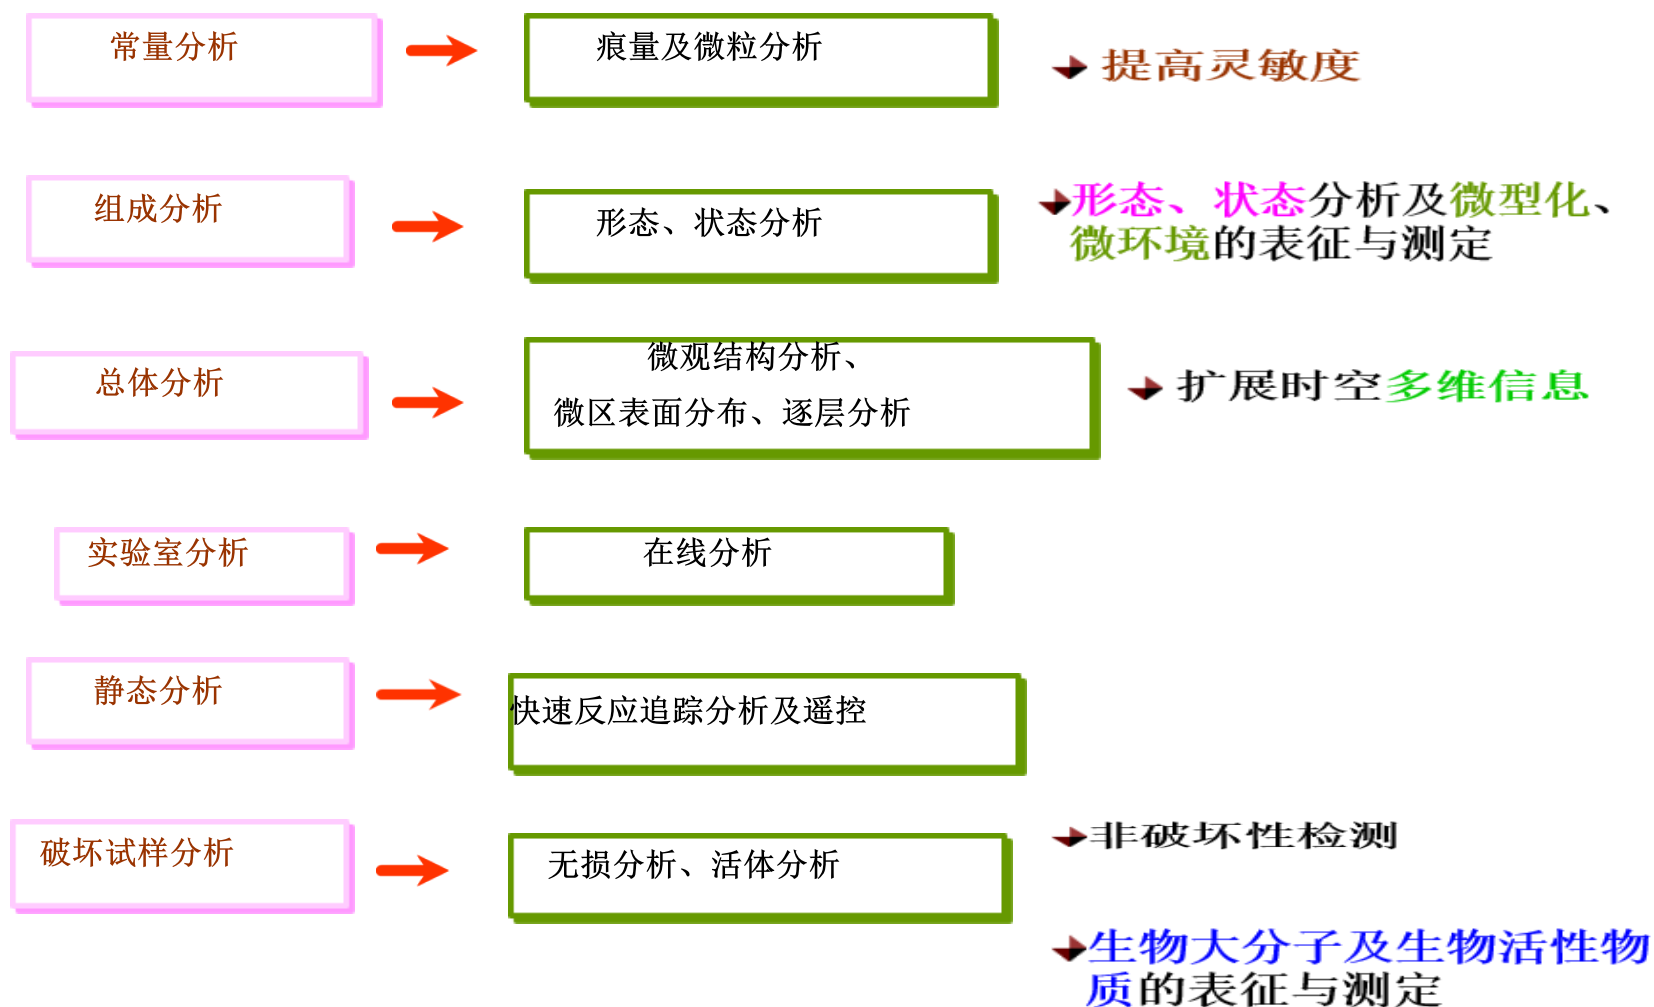 常量分析
痕量及微粒分析
提高灵敏度
组成分析
形态、状态分析
形态、状态分析及微型化、
微环境的表征与测定
总体分析
微观结构分析、
微区表面分布、逐层分析
扩展时空多维信息
实验室分析
在线分析
静态分析
快速反应追踪分析及遥控
破坏试样分析
无损分析、活体分析
非破坏性检测
生物大分子及生物活性物
质的表征与测定